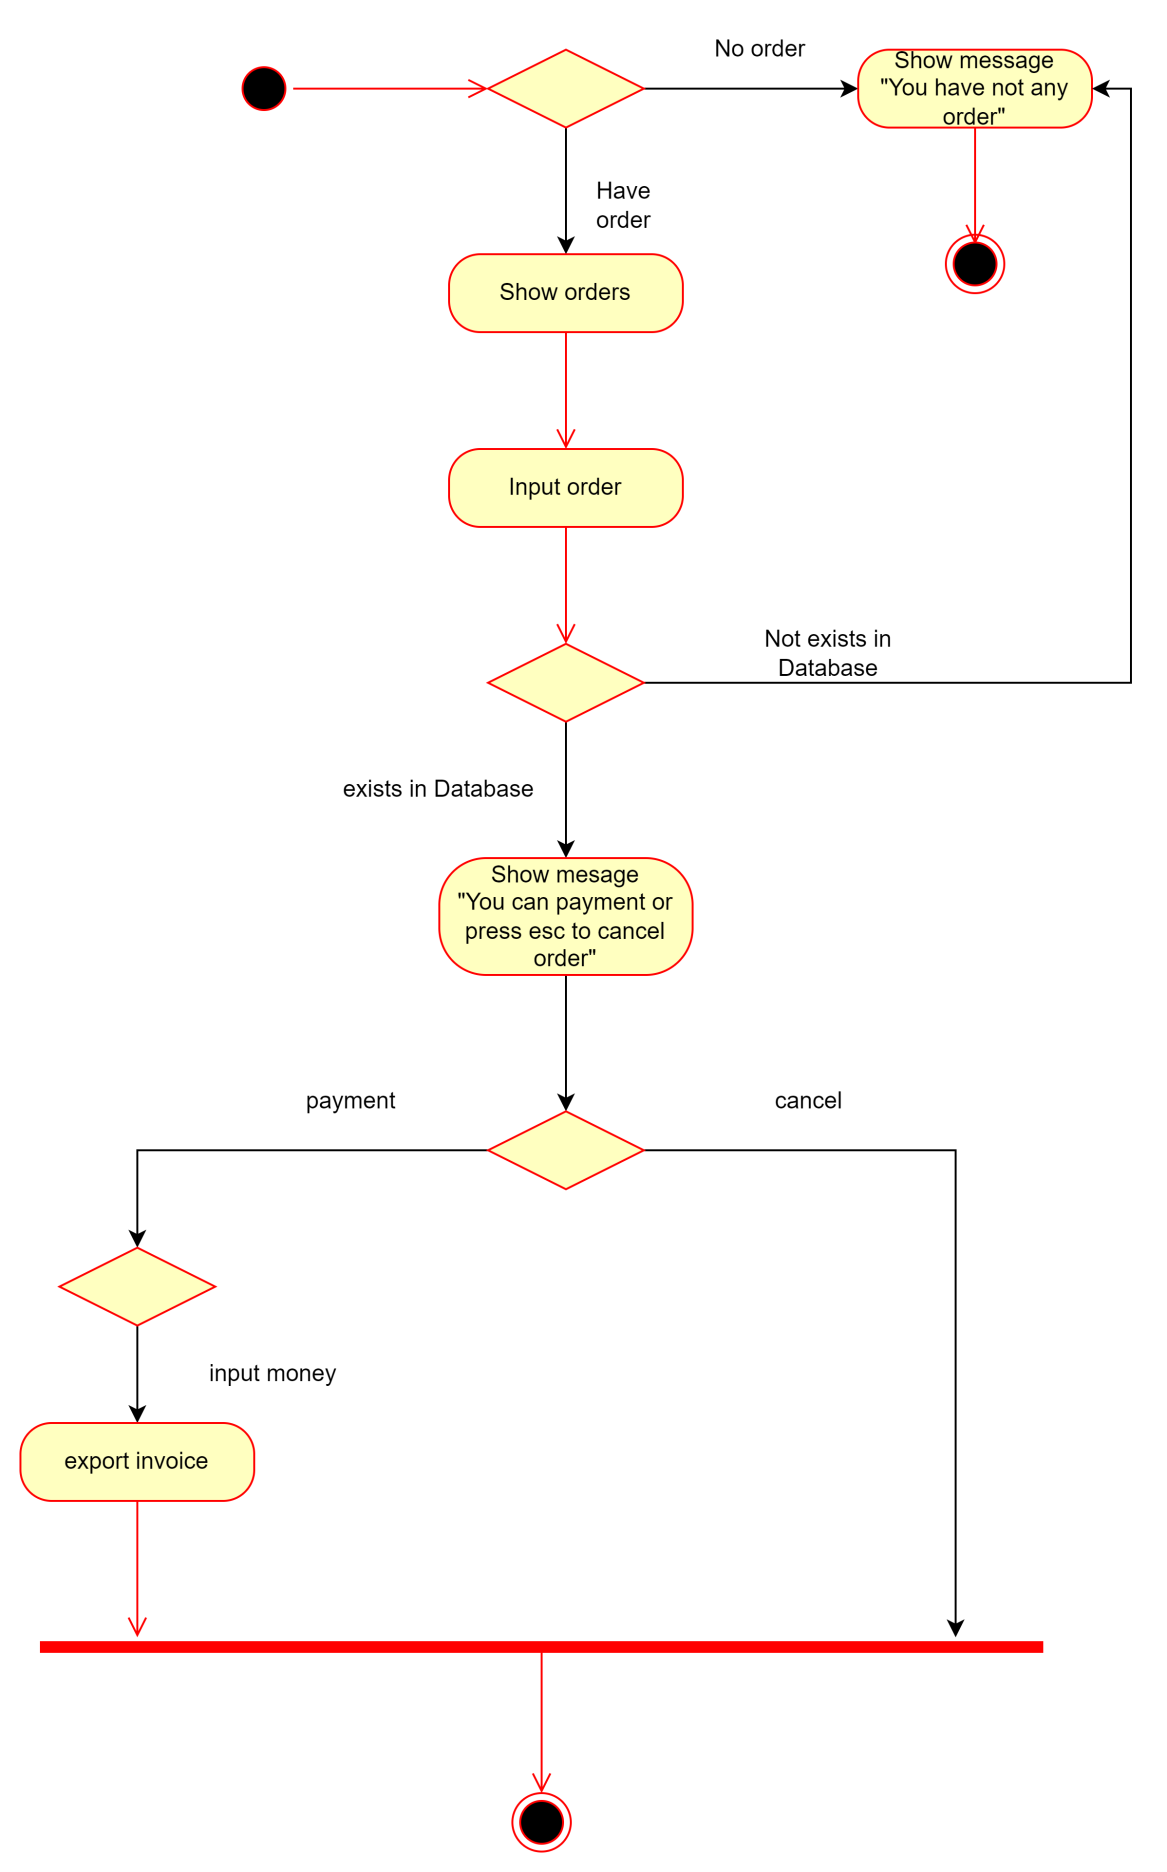 No order
Show message
"You have not any
order"
Have
order
Show orders
Input order
Not exists in
Database
exists in Database
Show mesage
"You can payment or
press esc to cancel
order"
payment
cancel
input money
export invoice